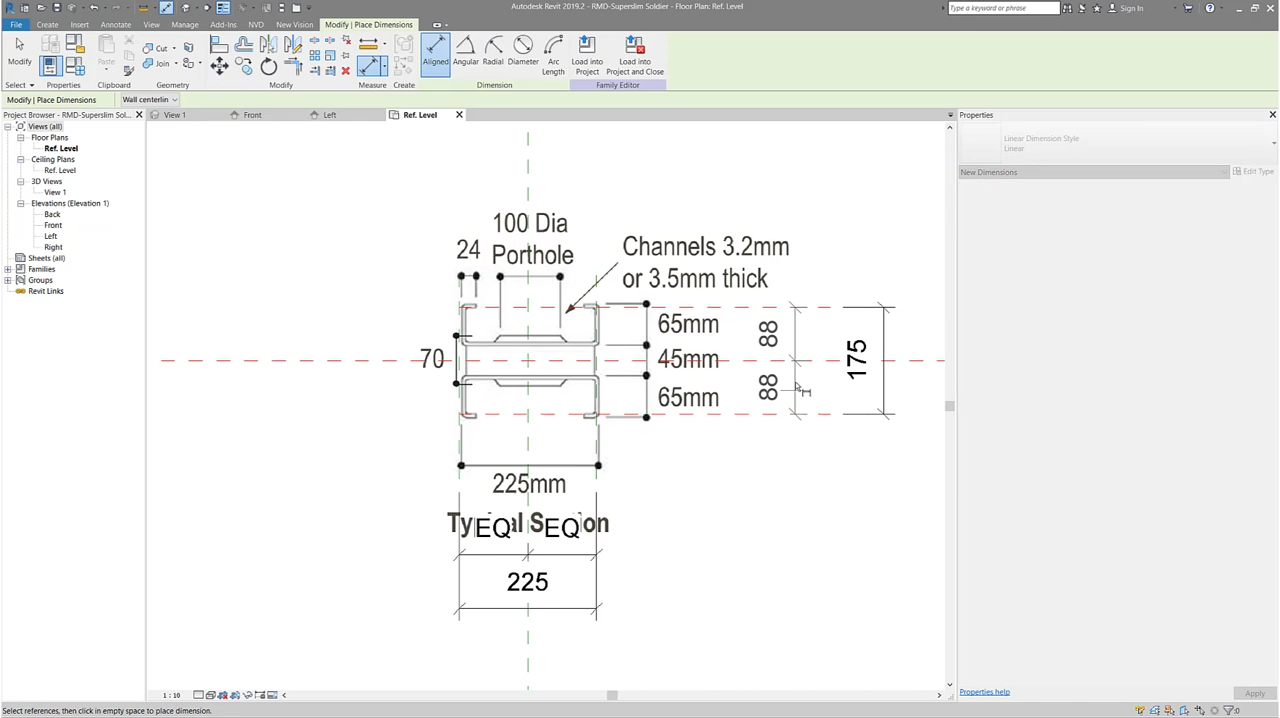 Autodesk Revit 2019.2 - RMD-Superslim Soldier - Floor Plan: Ref. Level
Type a keyword or phrase
Sign In
File Create Insert Annotate View Manage Add-Ins NVD New Vision Modify | Place Dimensions
Modify
Paste
Cut
Join
Aligned Angular Radial Diameter Arc Length
Load into Project
Load into Project and Close
Select Properties Clipboard Geometry Modify Measure Create Dimension Family Editor
Modify | Place Dimensions
Wall centerlin
Project Browser - RMD-Superslim Sol...
View 1
Front
Left
Ref. Level
Properties
Views (all)
Floor Plans
Ref. Level
Ceiling Plans
Ref. Level
3D Views
View 1
Elevations (Elevation 1)
Back
Front
Left
Right
Sheets (all)
Families
Groups
Revit Links
Linear Dimension Style
Linear
New Dimensions
Edit Type
100 Dia
Porthole
24
Channels 3.2mm
or 3.5mm thick
65mm
88
70
45mm
175
65mm
88
225mm
EQ
EQ
225
1 : 10
Properties help
Apply
Select references, then click in empty space to place dimension.
:0